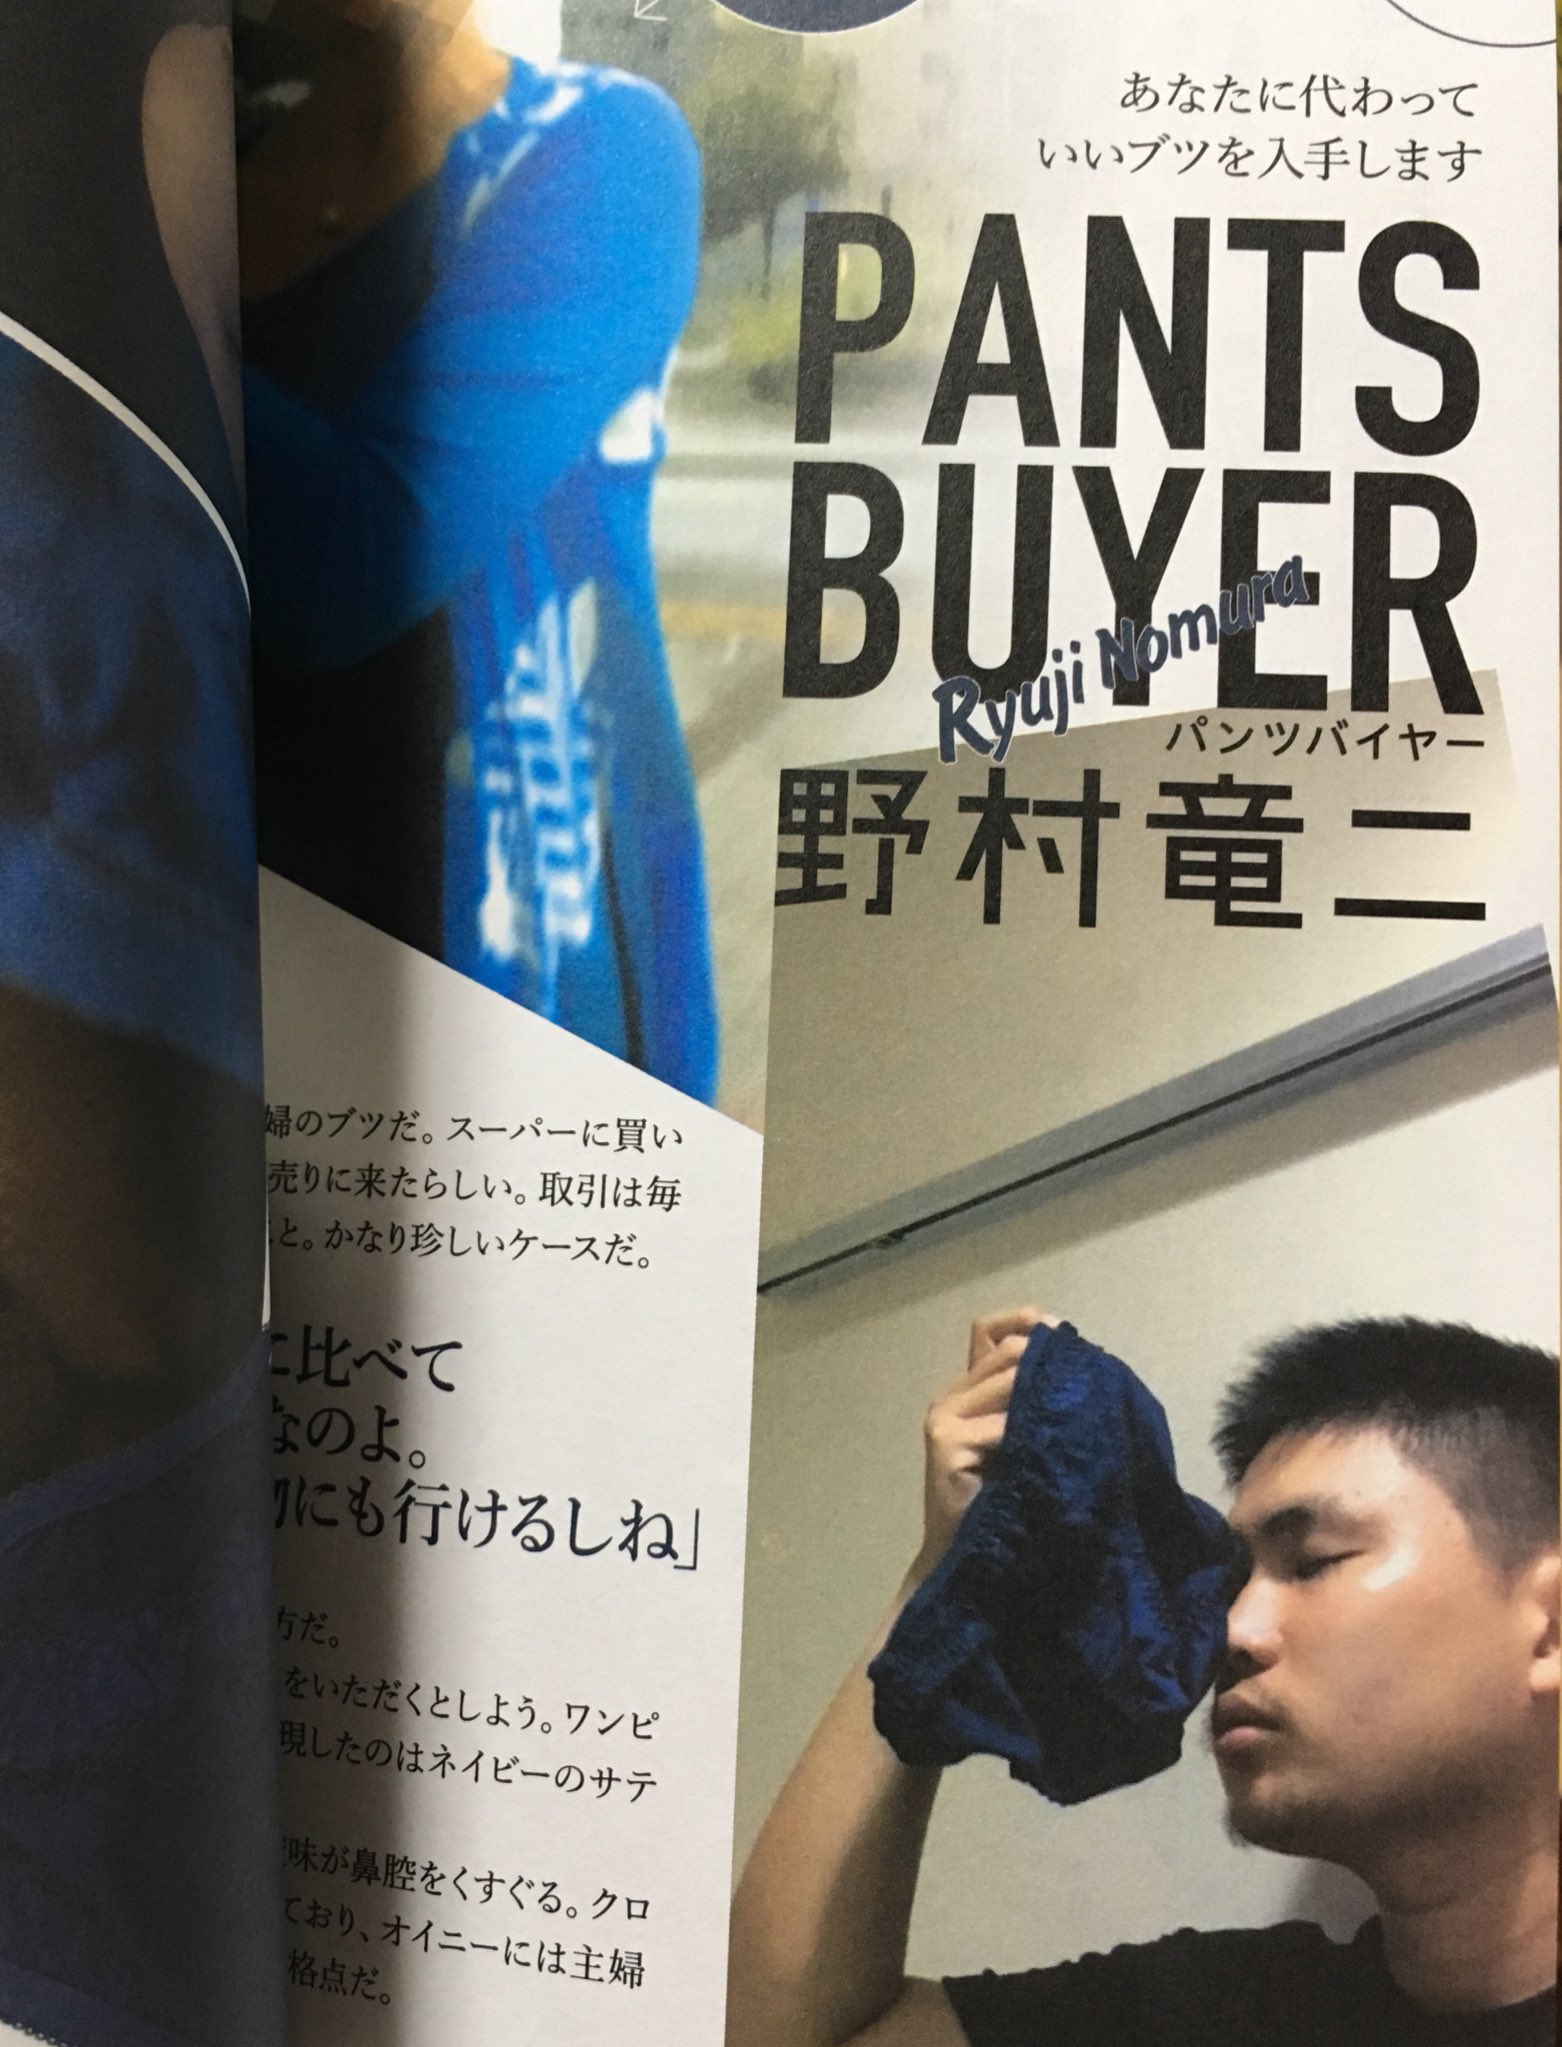 あなたに代わって
いいブツを入手します
PANTS
BUYER
Ryuji Nomura
パンツバイヤー
野村竜二
婦のブツだ。スーパーに買い
売りに来たらしい。取引は毎
と。かなり珍しいケースだ。
に比べて
なのよ。
にも行けるしね」
方だ。
をいただくとしよう。ワンピ
現したのはネイビーのサテ
味が鼻腔をくすぐる。クロ
ており、オイニーには主婦
格点だ。